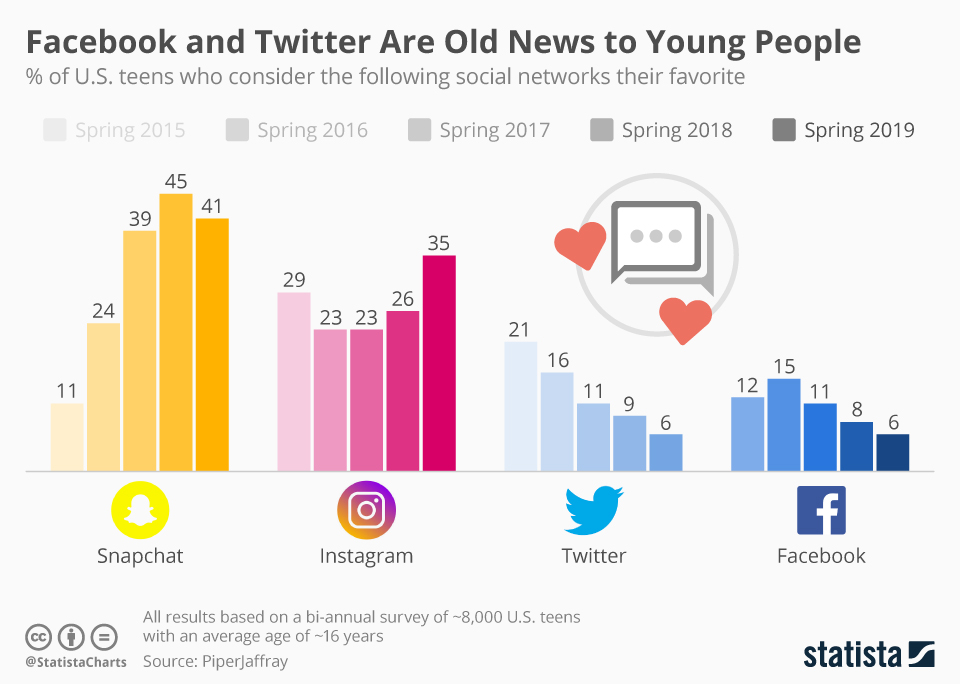 Facebook and Twitter Are Old News to Young People
% of U.S. teens who consider the following social networks their favorite
Spring 2015 Spring 2016 Spring 2017 Spring 2018 Spring 2019
11 24 39 45 41
29 23 23 26 35
21 16 11 9 6
12 15 11 8 6
Snapchat Instagram Twitter Facebook
All results based on a bi-annual survey of ~8,000 U.S. teens
with an average age of ~16 years
cc
@StatistaCharts Source: PiperJaffray
statista